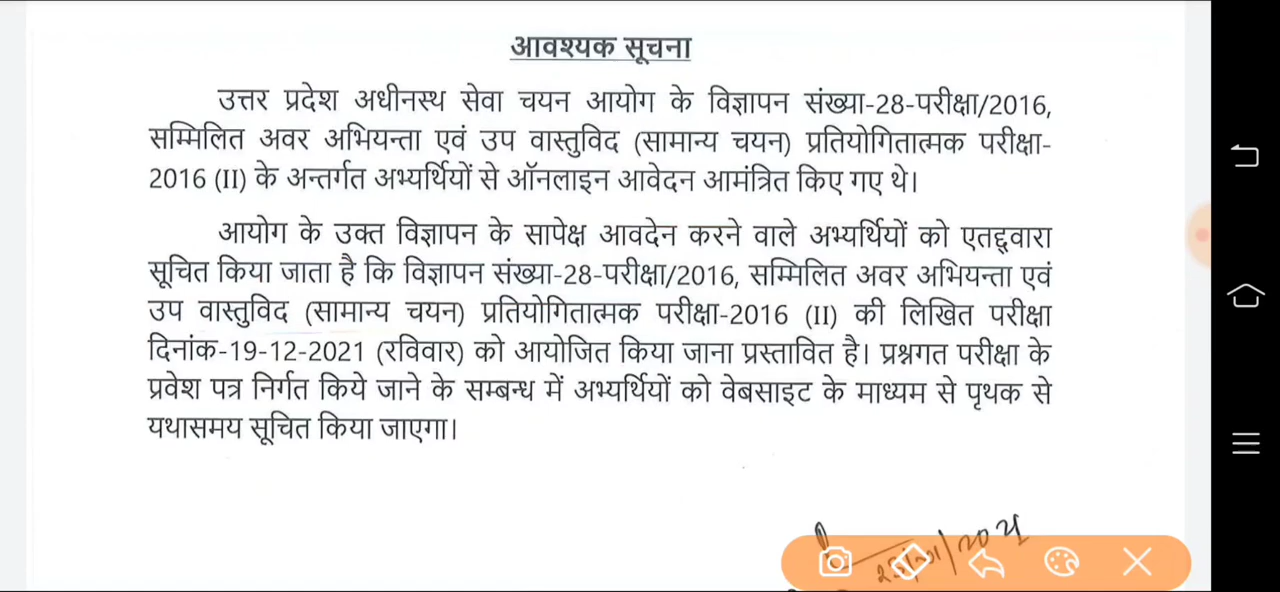 आवश्यक सूचना
उत्तर प्रदेश अधीनस्थ सेवा चयन आयोग के विज्ञापन संख्या-28-परीक्षा/2016,
सम्मिलित अवर अभियन्ता एवं उप वास्तुविद (सामान्य चयन) प्रतियोगितात्मक परीक्षा-
2016 (II) के अन्तर्गत अभ्यर्थियों से ऑनलाइन आवेदन आमंत्रित किए गए थे।
आयोग के उक्त विज्ञापन के सापेक्ष आवदेन करने वाले अभ्यर्थियों को एतद्द्वारा
सूचित किया जाता है कि विज्ञापन संख्या-28-परीक्षा/2016, सम्मिलित अवर अभियन्ता एवं
उप वास्तुविद (सामान्य चयन) प्रतियोगितात्मक परीक्षा-2016 (II) की लिखित परीक्षा
दिनांक-19-12-2021 (रविवार) को आयोजित किया जाना प्रस्तावित है। प्रश्नगत परीक्षा के
प्रवेश पत्र निर्गत किये जाने के सम्बन्ध में अभ्यर्थियों को वेबसाइट के माध्यम से पृथक से
यथासमय सूचित किया जाएगा।